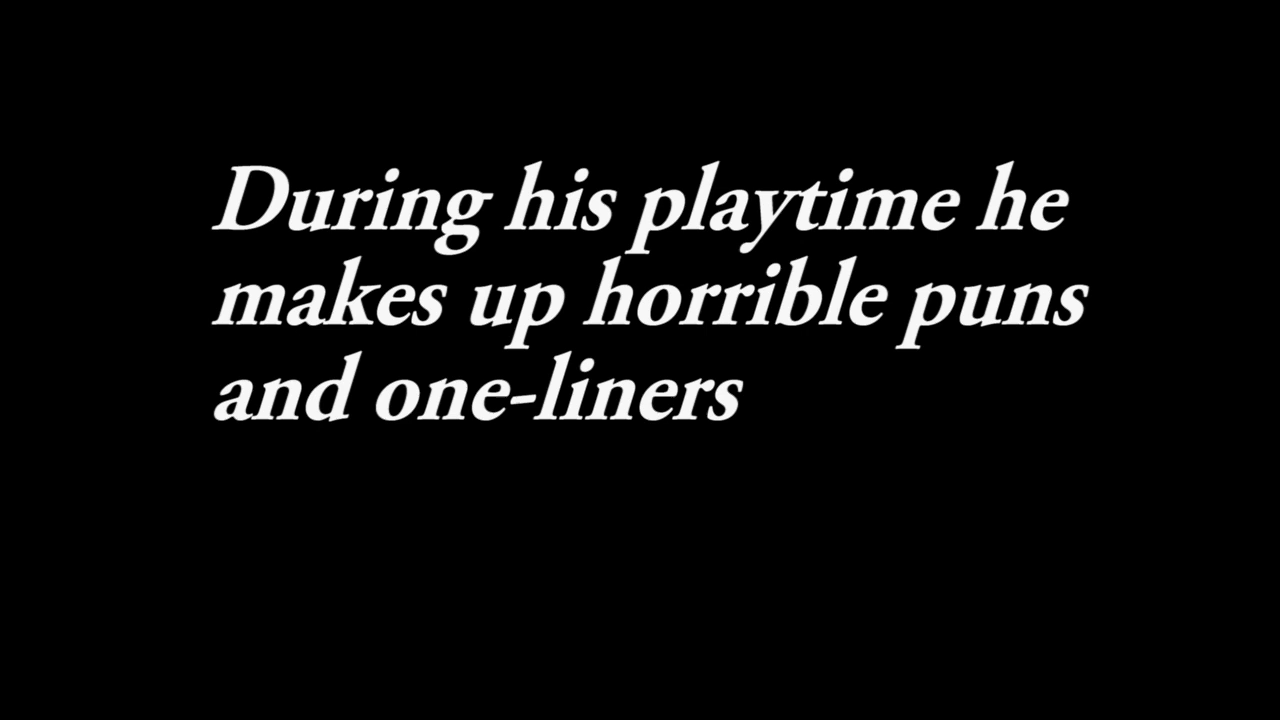 During his playtime he
makes up horrible puns
and one-liners